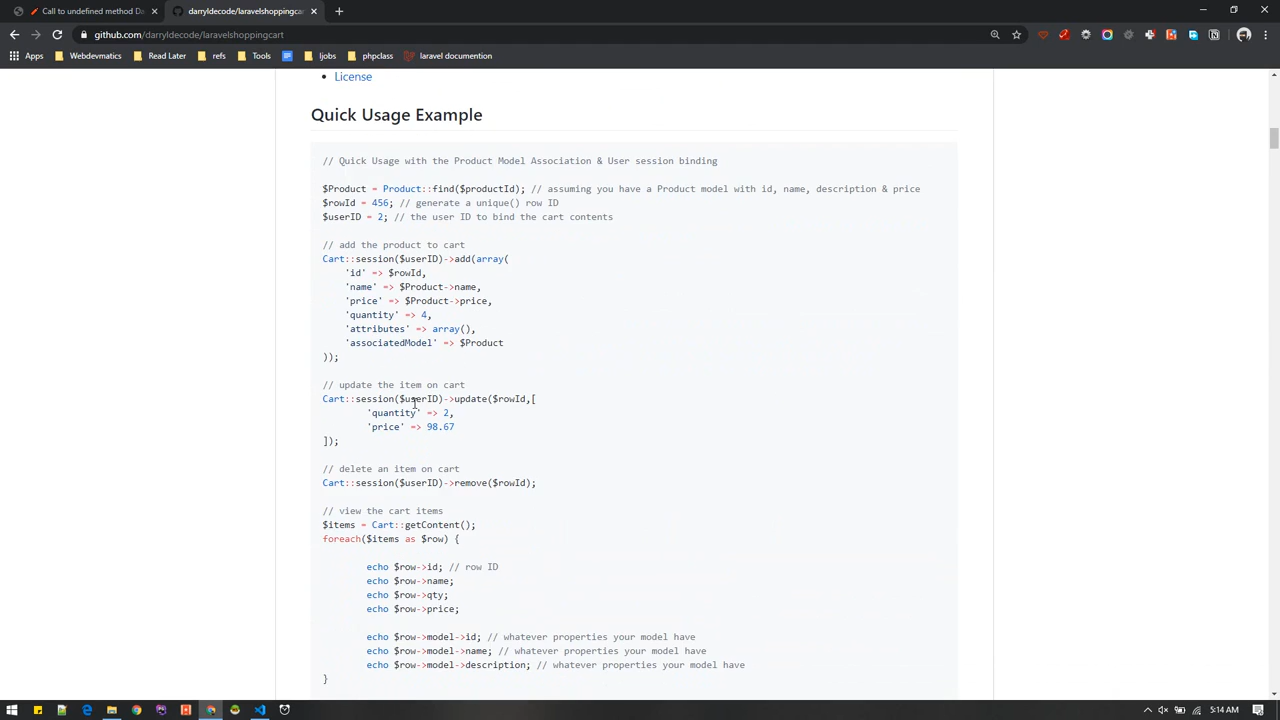 Call to undefined method Da
darryldecode/laravelshoppingcar
github.com/darryldecode/laravelshoppingcart
Apps
Webdevmatics
Read Later
refs
Tools
ljobs
phpclass
laravel documention
License
Quick Usage Example
// Quick Usage with the Product Model Association & User session binding
$Product = Product::find($productId); // assuming you have a Product model with id, name, description & price
$rowId = 456; // generate a unique() row ID
$userID = 2; // the user ID to bind the cart contents
// add the product to cart
Cart::session($userID)->add(array(
'id' => $rowId,
'name' => $Product->name,
'price' => $Product->price,
'quantity' => 4,
'attributes' => array(),
'associatedModel' => $Product
));
// update the item on cart
Cart::session($userID)->update($rowId,[
'quantity' => 2,
'price' => 98.67
]);
// delete an item on cart
Cart::session($userID)->remove($rowId);
// view the cart items
$items = Cart::getContent();
foreach($items as $row) {
echo $row->id; // row ID
echo $row->name;
echo $row->qty;
echo $row->price;
echo $row->model->id; // whatever properties your model have
echo $row->model->name; // whatever properties your model have
echo $row->model->description; // whatever properties your model have
}
5:14 AM